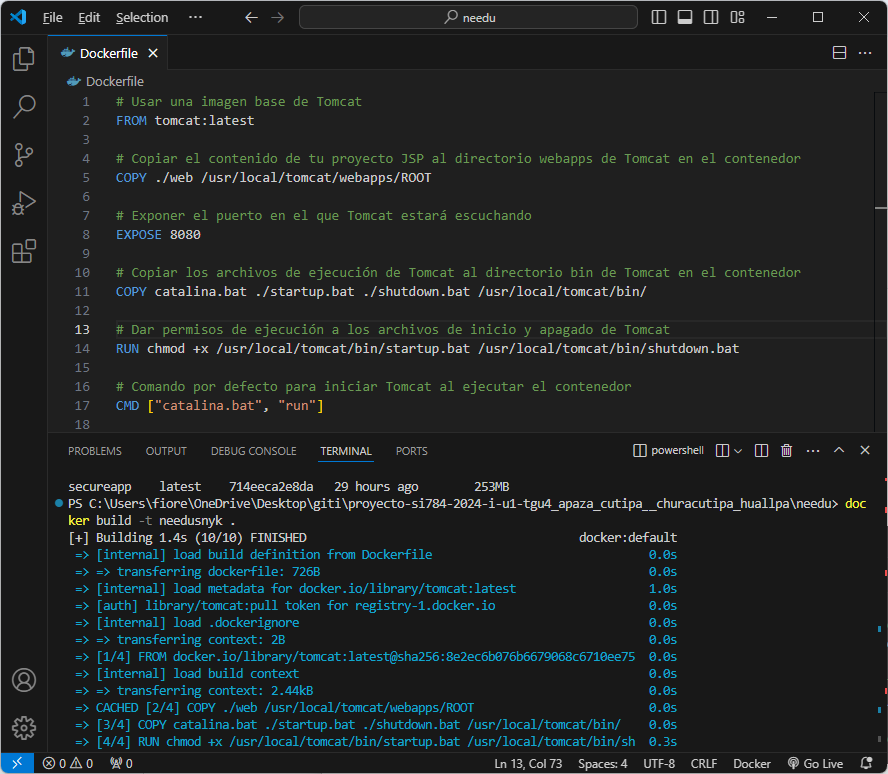 File Edit Selection ··· needu
Dockerfile
Dockerfile
1 # Usar una imagen base de Tomcat
2 FROM tomcat:latest
3
4 # Copiar el contenido de tu proyecto JSP al directorio webapps de Tomcat en el contenedor
5 COPY ./web /usr/local/tomcat/webapps/ROOT
6
7 # Exponer el puerto en el que Tomcat estará escuchando
8 EXPOSE 8080
9
10 # Copiar los archivos de ejecución de Tomcat al directorio bin de Tomcat en el contenedor
11 COPY catalina.bat ./startup.bat ./shutdown.bat /usr/local/tomcat/bin/
12
13 # Dar permisos de ejecución a los archivos de inicio y apagado de Tomcat
14 RUN chmod +x /usr/local/tomcat/bin/startup.bat /usr/local/tomcat/bin/shutdown.bat
15
16 # Comando por defecto para iniciar Tomcat al ejecutar el contenedor
17 CMD ["catalina.bat", "run"]
18
PROBLEMS OUTPUT DEBUG CONSOLE TERMINAL PORTS powershell
secureapp latest 714eeca2e8da 29 hours ago 253MB
PS C:\Users\fiore\OneDrive\Desktop\giti\proyecto-si784-2024-i-u1-tgu4_apaza_cutipa__churacutipa_huallpa\needu> doc
ker build -t needusnyk .
[+] Building 1.4s (10/10) FINISHED docker:default
=> [internal] load build definition from Dockerfile 0.0s
=> => transferring dockerfile: 726B 0.0s
=> [internal] load metadata for docker.io/library/tomcat:latest 1.0s
=> [auth] library/tomcat:pull token for registry-1.docker.io 0.0s
=> [internal] load .dockerignore 0.0s
=> => transferring context: 2B 0.0s
=> [1/4] FROM docker.io/library/tomcat:latest@sha256:8e2ec6b076b6679068c6710ee75 0.0s
=> [internal] load build context 0.0s
=> => transferring context: 2.44kB 0.0s
=> CACHED [2/4] COPY ./web /usr/local/tomcat/webapps/ROOT 0.0s
=> [3/4] COPY catalina.bat ./startup.bat ./shutdown.bat /usr/local/tomcat/bin/ 0.0s
=> [4/4] RUN chmod +x /usr/local/tomcat/bin/startup.bat /usr/local/tomcat/bin/sh 0.3s
0 0 0 Ln 13, Col 73 Spaces: 4 UTF-8 CRLF Docker Go Live